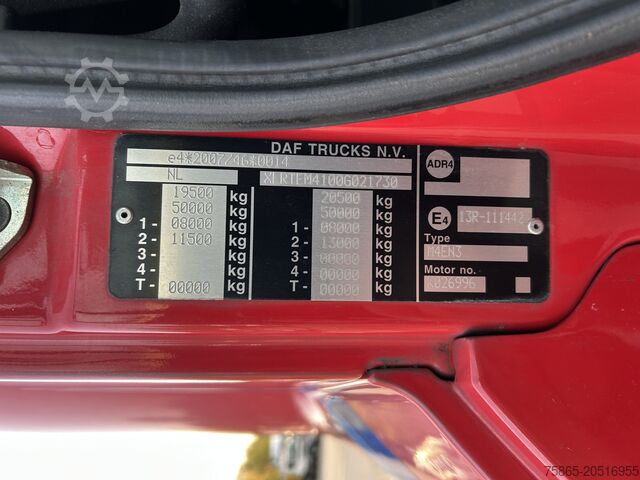 DAF TRUCKS N.V.
e4*2007/46*0014
NL XLRTEM4100G021730
19500 kg 20500 kg
50000 kg 50000 kg
1- 08000 kg 1- 08000 kg
2- 11500 kg 2- 13000 kg
3- kg 3- 00000 kg
4- kg 4- 00000 kg
T- 00000 kg T- 00000 kg
ADR4
E4 13R-111442
Type
M4EN3
Motor no.
K026996
75865-20516955